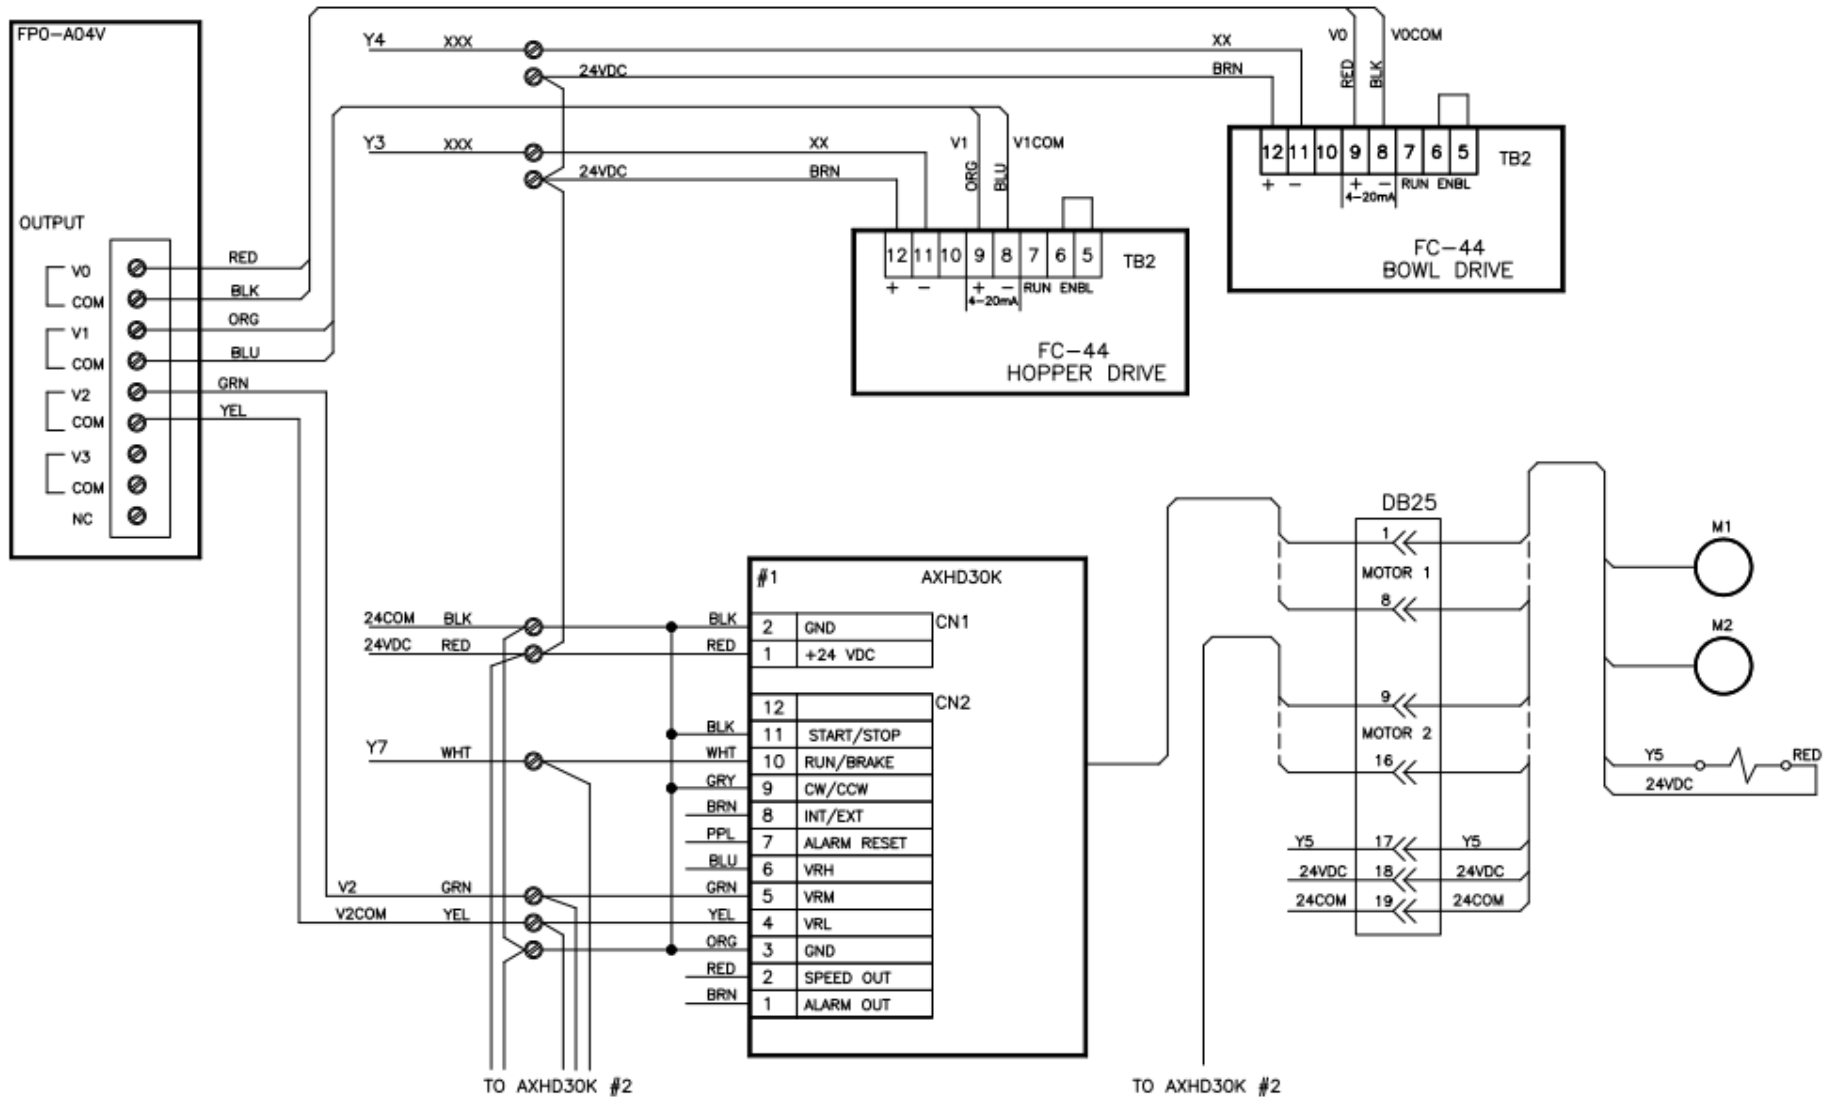 FP0-A04V
OUTPUT
V0
COM
V1
COM
V2
COM
V3
COM
NC
RED
BLK
ORG
BLU
GRN
YEL
Y4 XXX XX
24VDC BRN
Y3 XXX XX
24VDC BRN
V1 V1COM
ORG
BLU
12 11 10 9 8 7 6 5 TB2
+ - + - RUN ENBL
4-20mA
FC-44
HOPPER DRIVE
V0 V0COM
RED
BLK
12 11 10 9 8 7 6 5 TB2
+ - + - RUN ENBL
4-20mA
FC-44
BOWL DRIVE
#1 AXHD30K
24COM BLK BLK 2 GND CN1
24VDC RED RED 1 +24 VDC
12 CN2
BLK 11 START/STOP
Y7 WHT WHT 10 RUN/BRAKE
GRY 9 CW/CCW
BRN 8 INT/EXT
PPL 7 ALARM RESET
BLU 6 VRH
V2 GRN GRN 5 VRM
V2COM YEL YEL 4 VRL
ORG 3 GND
RED 2 SPEED OUT
BRN 1 ALARM OUT
TO AXHD30K #2
TO AXHD30K #2
DB25
1
MOTOR 1
8
9
MOTOR 2
16
Y5 17 Y5
24VDC 18 24VDC
24COM 19 24COM
M1
M2
Y5 RED
24VDC